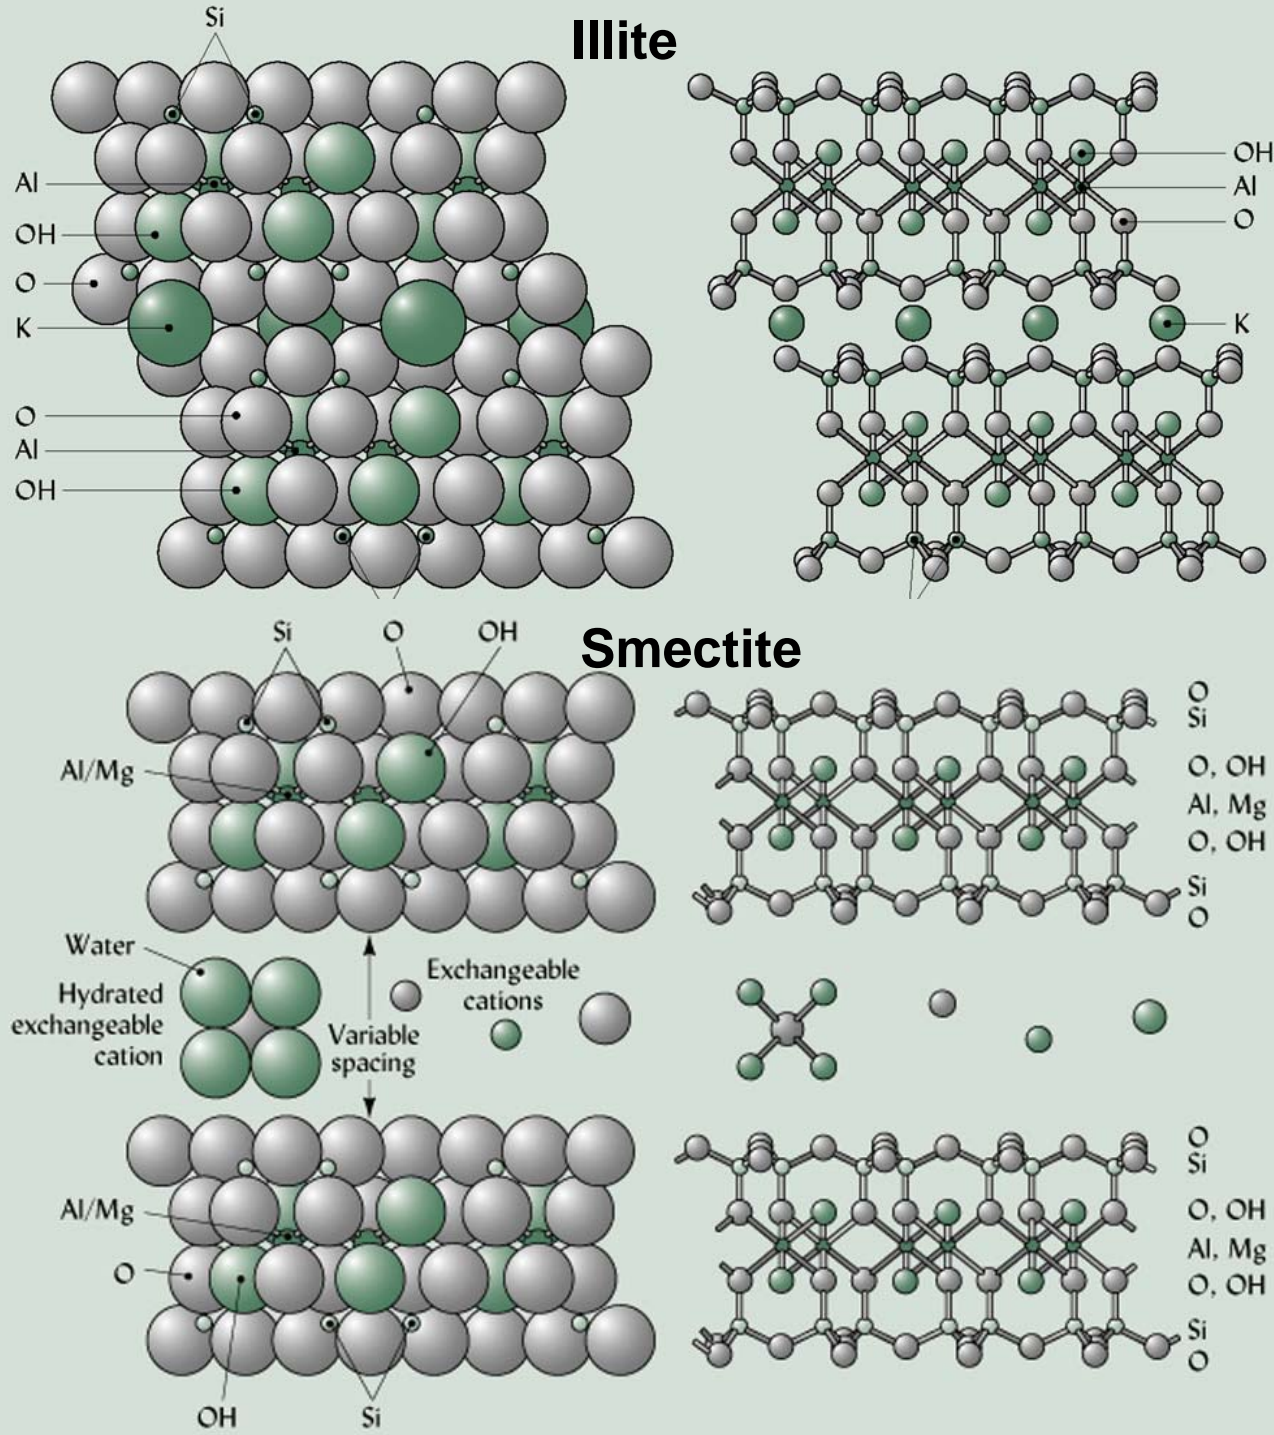 Illite
Si
Al
OH
O
K
O
Al
OH
OH
Al
O
K
Smectite
Si
O
OH
Al/Mg
O
Si
O, OH
Al, Mg
O, OH
Si
O
Water
Hydrated
exchangeable
cation
Variable
spacing
Exchangeable
cations
Al/Mg
O
OH
Si
O
Si
O, OH
Al, Mg
O, OH
Si
O